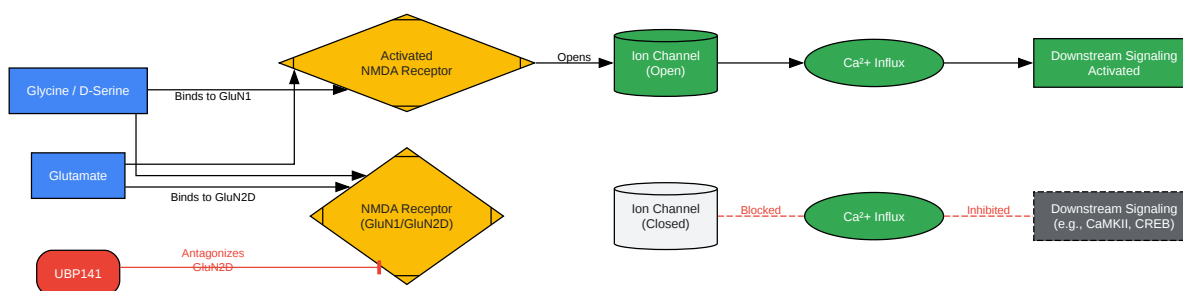 Activated
NMDA Receptor
Opens
Ion Channel
(Open)
Ca²+ Influx
Downstream Signaling
Activated
Glycine / D-Serine
Binds to GluN1
Glutamate
Binds to GluN2D
NMDA Receptor
(GluN1/GluN2D)
Ion Channel
(Closed)
Blocked
Ca²+ Influx
Inhibited
Downstream Signaling
(e.g., CaMKII, CREB)
Antagonizes
GluN2D
UBP141